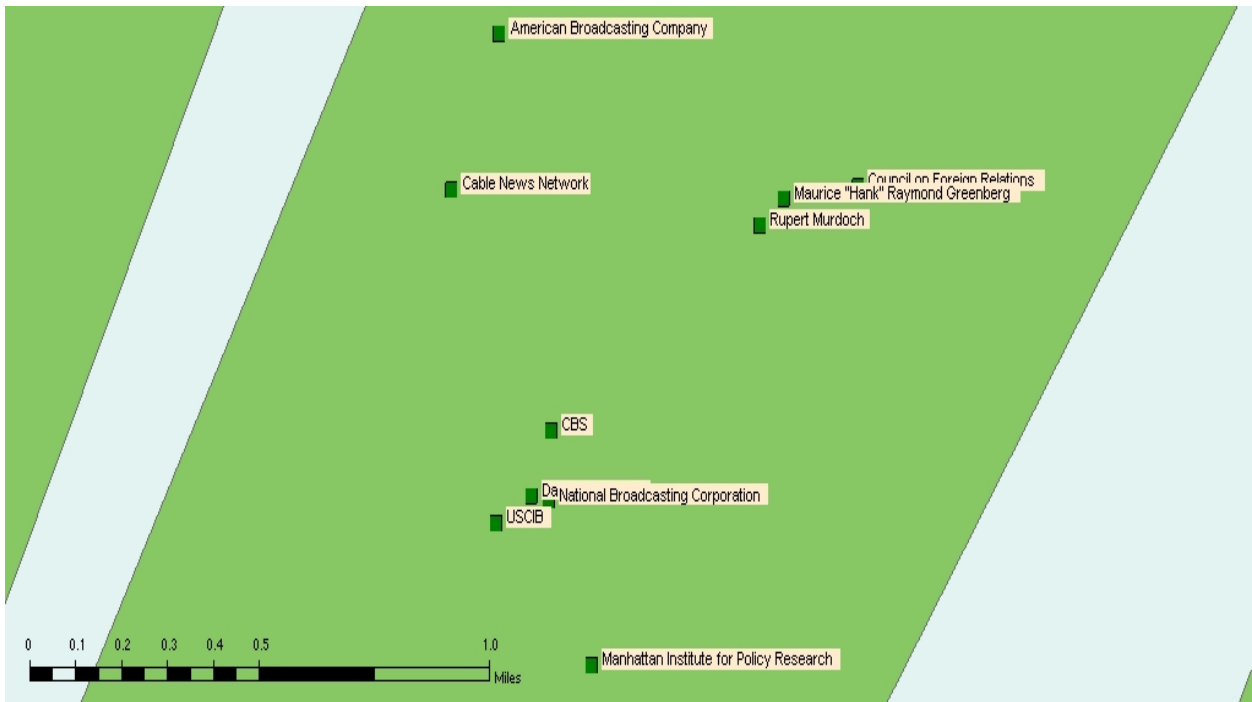 American Broadcasting Company
Cable News Network
Council on Foreign Relations
Maurice "Hank" Raymond Greenberg
Rupert Murdoch
CBS
National Broadcasting Corporation
USCIB
0 0.1 0.2 0.3 0.4 0.5 1.0
Miles
Manhattan Institute for Policy Research